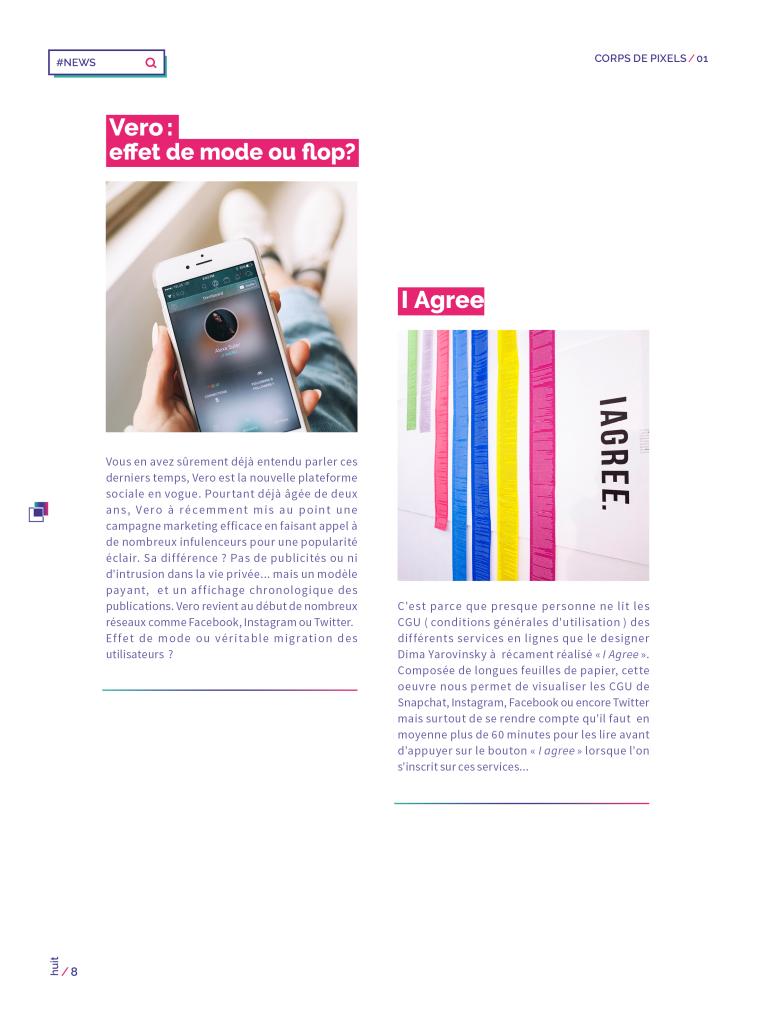 #NEWS
CORPS DE PIXELS / 01
Vero :
effet de mode ou flop?
Dashboard
Vous en avez sûrement déjà entendu parler ces
derniers temps, Vero est la nouvelle plateforme
sociale en vogue. Pourtant déjà âgée de deux
ans, Vero à récemment mis au point une
campagne marketing efficace en faisant appel à
de nombreux infulenceurs pour une popularité
éclair. Sa différence ? Pas de publicités ou ni
d'intrusion dans la vie privée... mais un modèle
payant, et un affichage chronologique des
publications. Vero revient au début de nombreux
réseaux comme Facebook, Instagram ou Twitter.
Effet de mode ou véritable migration des
utilisateurs ?
I Agree
I AGREE.
C'est parce que presque personne ne lit les
CGU ( conditions générales d'utilisation ) des
différents services en lignes que le designer
Dima Yarovinsky à récament réalisé « I Agree ».
Composée de longues feuilles de papier, cette
oeuvre nous permet de visualiser les CGU de
Snapchat, Instagram, Facebook ou encore Twitter
mais surtout de se rendre compte qu'il faut en
moyenne plus de 60 minutes pour les lire avant
d'appuyer sur le bouton « I agree » lorsque l'on
s'inscrit sur ces services...
huit
/ 8